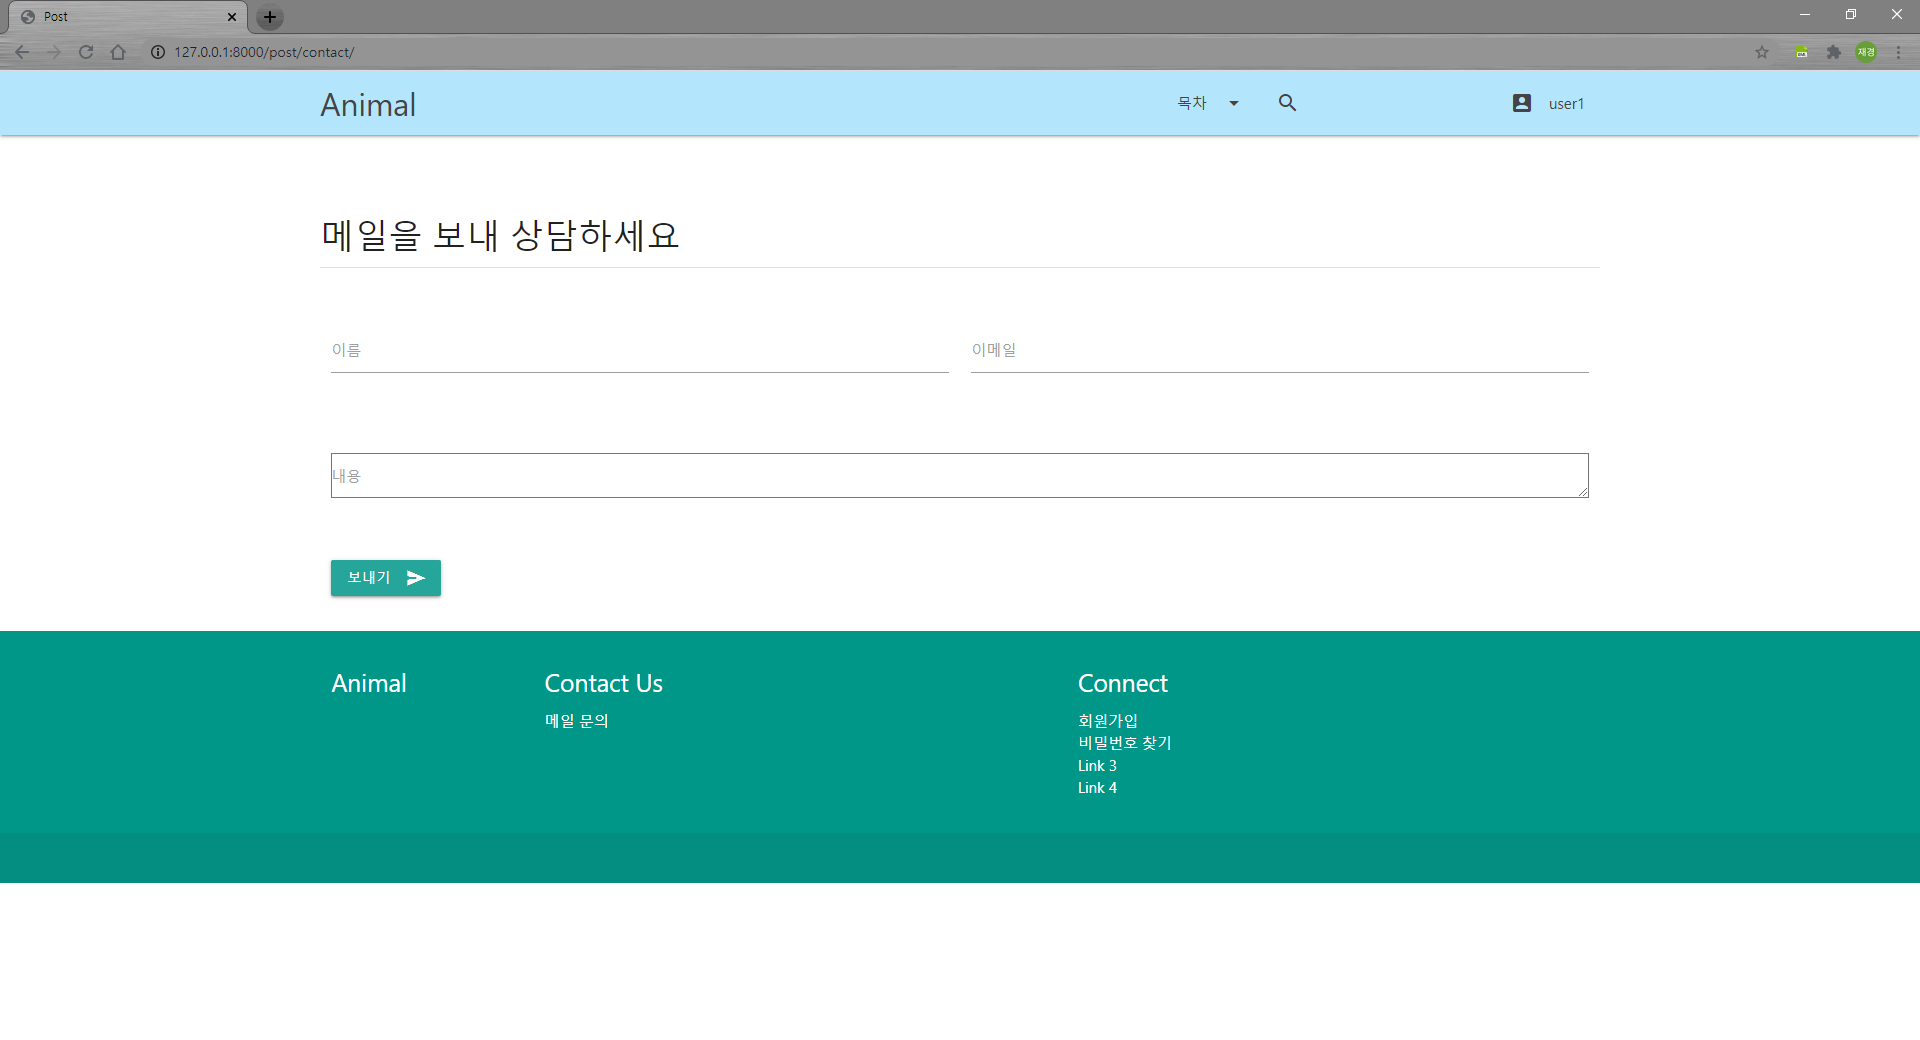 Post
127.0.0.1:8000/post/contact/
재경
Animal
목차
user1
메일을 보내 상담하세요
이름
이메일
내용
보내기
Animal
Contact Us
Connect
메일 문의
회원가입
비밀번호 찾기
Link 3
Link 4